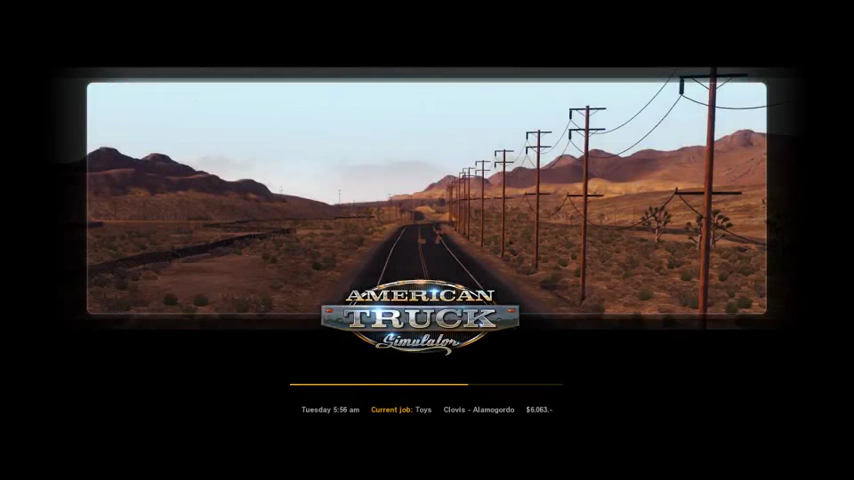 AMERICAN
TRUCK
Simulator
Tuesday 5:56 am Current job: Toys Clovis - Alamogordo $6,063.-